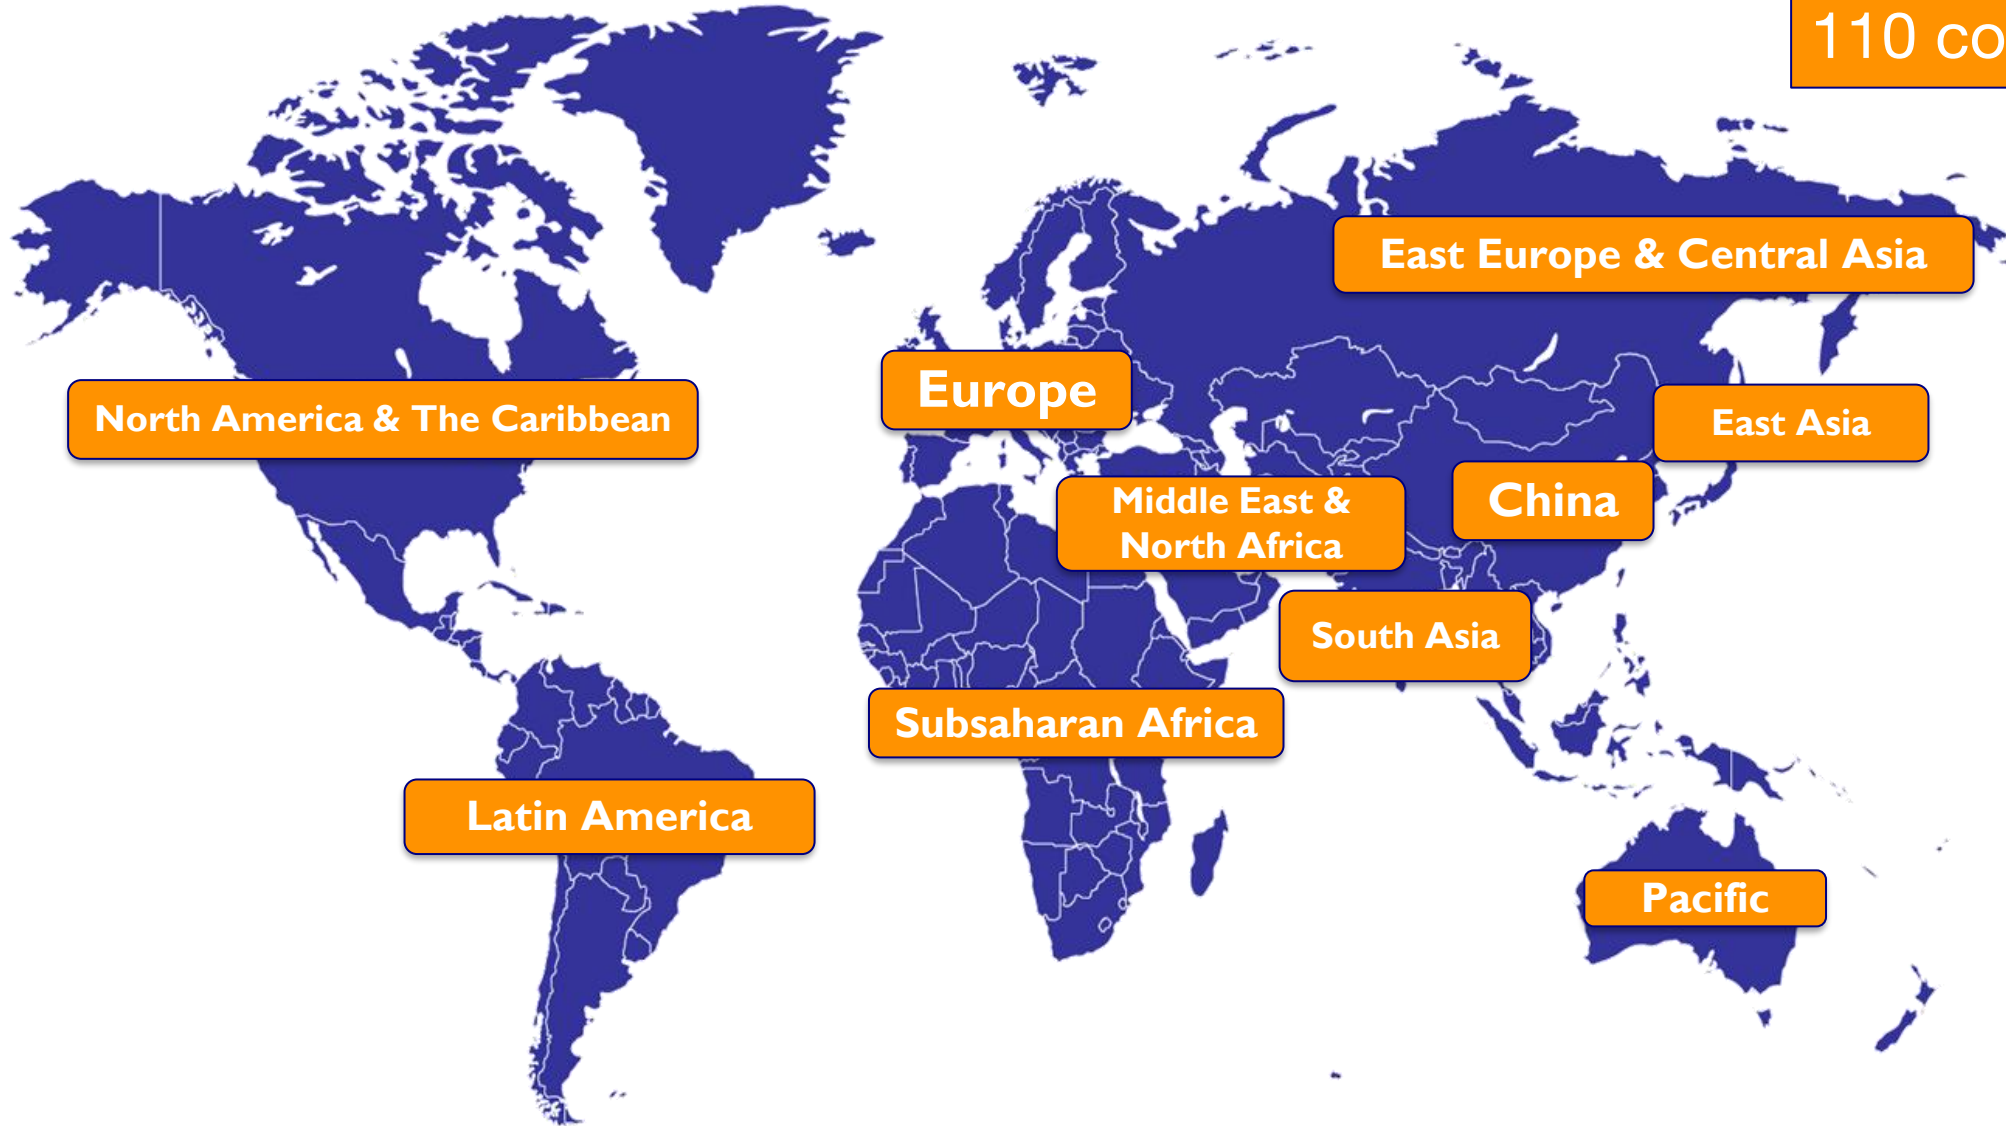 110 co
East Europe & Central Asia
Europe
North America & The Caribbean
East Asia
Middle East &
North Africa
China
South Asia
Subsaharan Africa
Latin America
Pacific